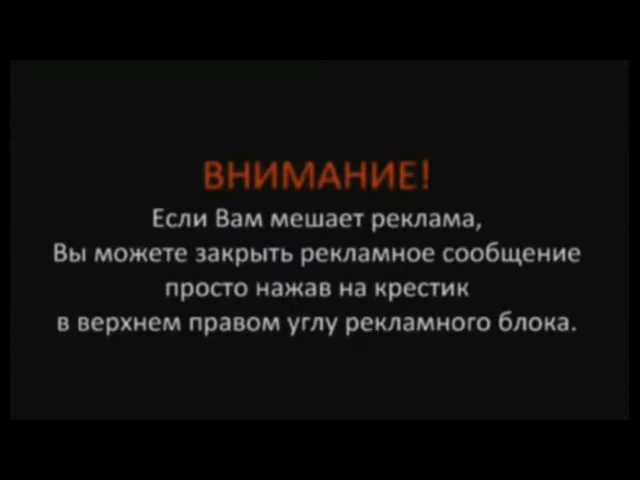 ВНИМАНИЕ!
Если Вам мешает реклама,
Вы можете закрыть рекламное сообщение
просто нажав на крестик
в верхнем правом углу рекламного блока.